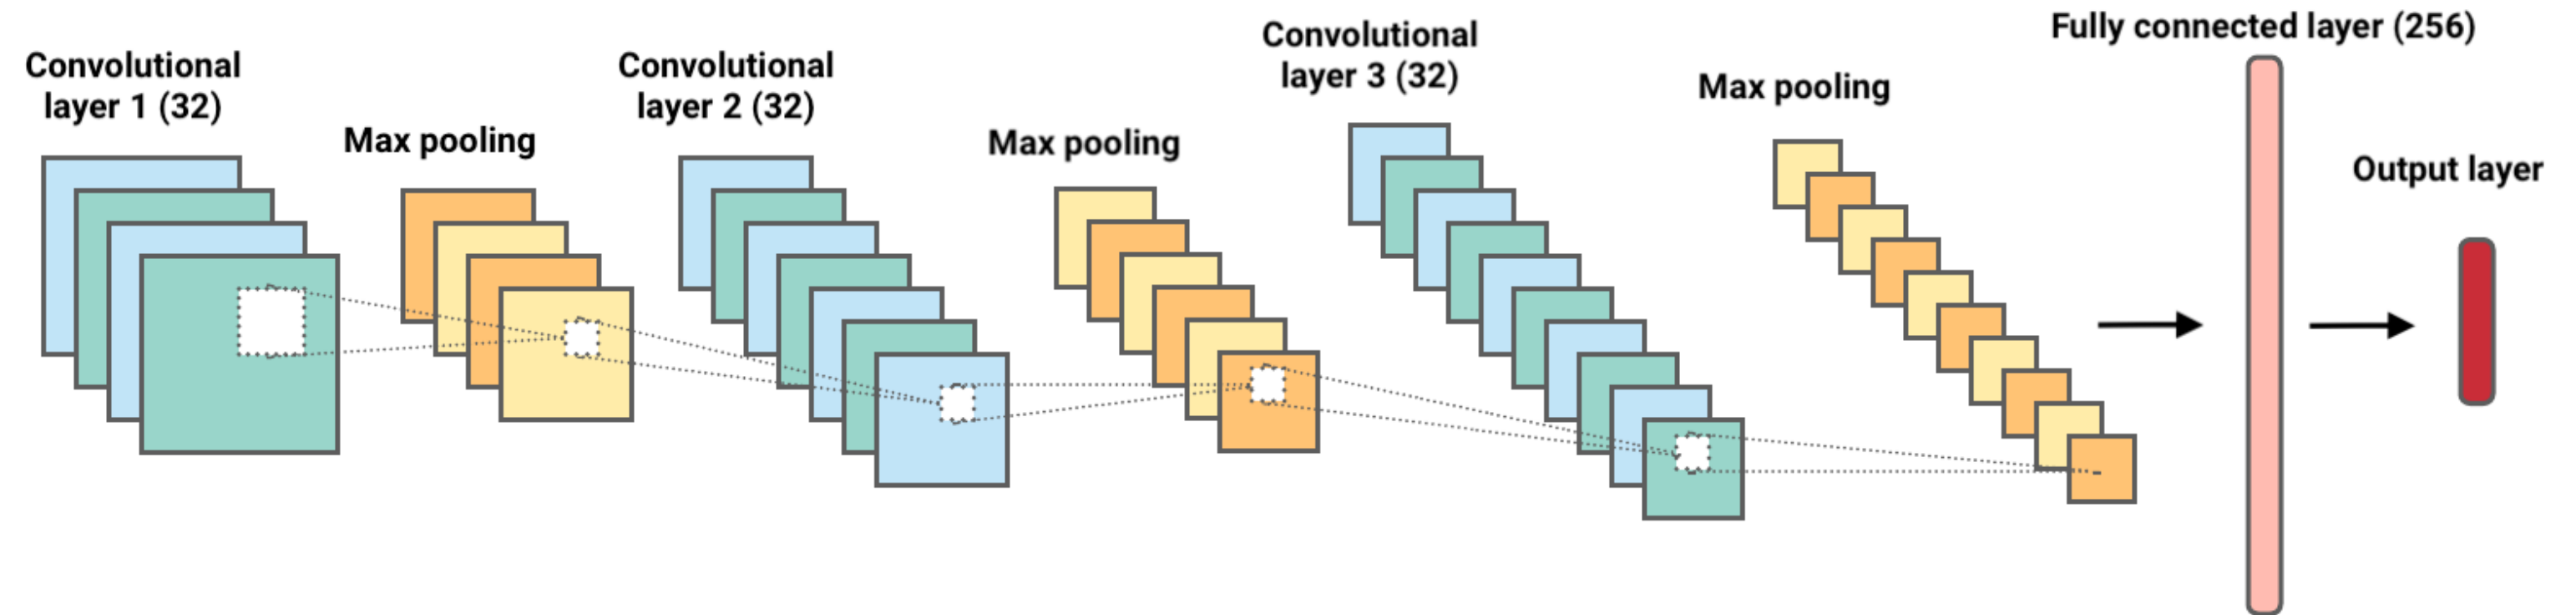 Convolutional
layer 1 (32)
Max pooling
Convolutional
layer 2 (32)
Max pooling
Convolutional
layer 3 (32)
Max pooling
Fully connected layer (256)
Output layer